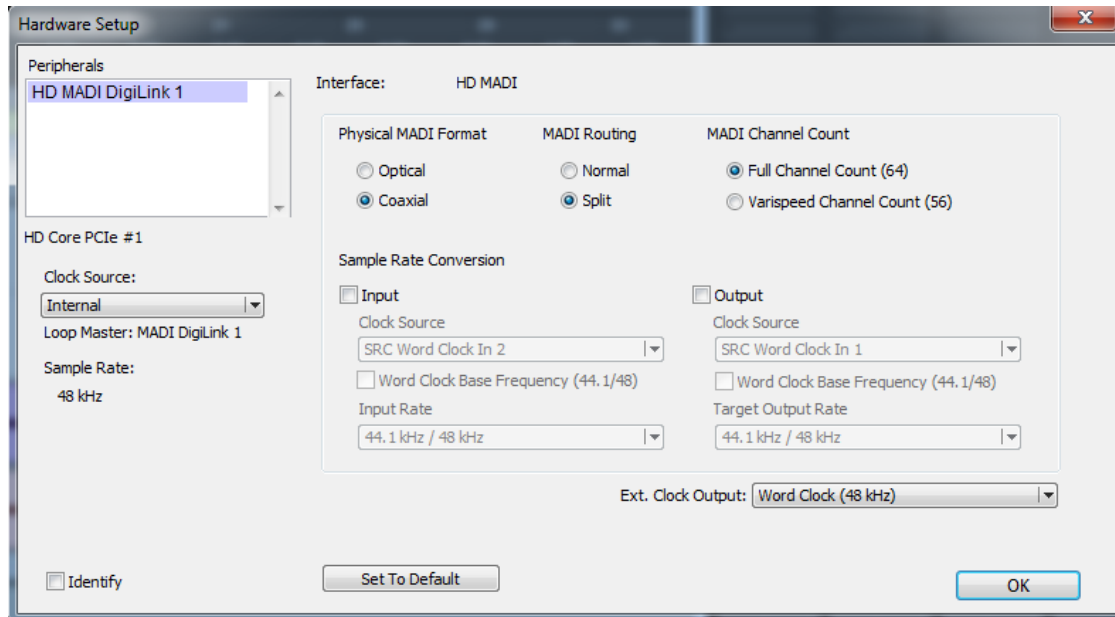 Hardware Setup
Peripherals
HD MADI DigiLink 1
HD Core PCIe #1
Clock Source:
Internal
Loop Master: MADI DigiLink 1
Sample Rate:
48 kHz
Identify
Interface: HD MADI
Physical MADI Format MADI Routing MADI Channel Count
Optical Normal Full Channel Count (64)
Coaxial Split Varispeed Channel Count (56)
Sample Rate Conversion
Input
Clock Source
SRC Word Clock In 2
Word Clock Base Frequency (44.1/48)
Input Rate
44.1 kHz / 48 kHz
Output
Clock Source
SRC Word Clock In 1
Word Clock Base Frequency (44.1/48)
Target Output Rate
44.1 kHz / 48 kHz
Ext. Clock Output: Word Clock (48 kHz)
Set To Default
OK